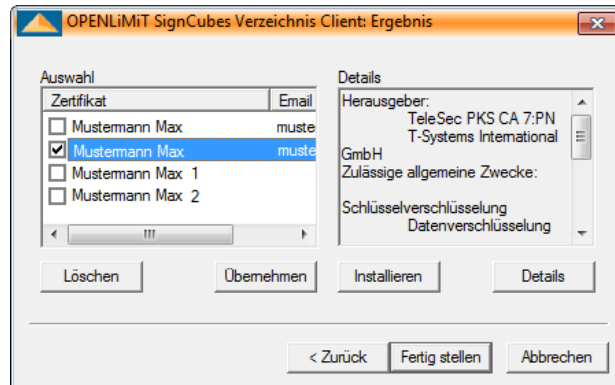 OPENLiMiT SignCubes Verzeichnis Client: Ergebnis
Auswahl
Zertifikat Email
Mustermann Max muste
Mustermann Max muste
Mustermann Max 1
Mustermann Max 2
Details
Herausgeber:
TeleSec PKS CA 7:PN
T-Systems International
GmbH
Zulässige allgemeine Zwecke:
Schlüsselverschlüsselung
Datenverschlüsselung
Löschen Übernehmen Installieren Details
< Zurück Fertig stellen Abbrechen